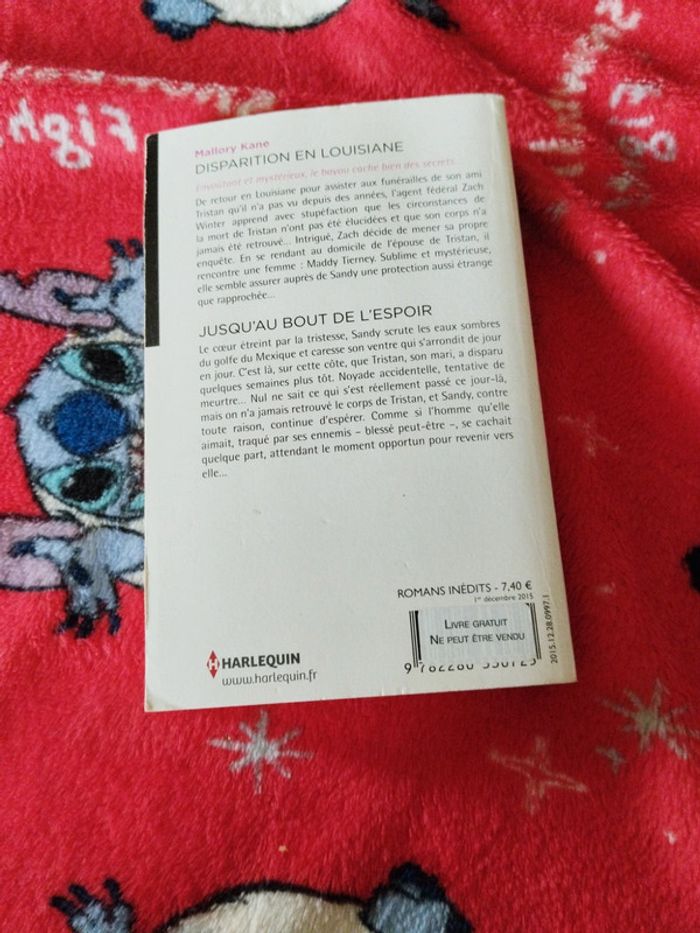 Mallory Kane
DISPARITION EN LOUISIANE
Envoûtant et mystérieux, le bayou cache bien des secrets...
De retour en Louisiane pour assister aux funérailles de son ami
Tristan qu'il n'a pas vu depuis des années, l'agent fédéral Zach
Winter apprend avec stupéfaction que les circonstances de
la mort de Tristan n'ont pas été élucidées et que son corps n'a
jamais été retrouvé... Intrigué, Zach décide de mener sa propre
enquête. En se rendant au domicile de l'épouse de Tristan, il
rencontre une femme : Maddy Tierney. Sublime et mystérieuse,
elle semble assurer auprès de Sandy une protection aussi étrange
que rapprochée...
JUSQU'AU BOUT DE L'ESPOIR
Le cœur étreint par la tristesse, Sandy scrute les eaux sombres
du golfe du Mexique et caresse son ventre qui s'arrondit de jour
en jour. C'est là, sur cette côte, que Tristan, son mari, a disparu
quelques semaines plus tôt. Noyade accidentelle, tentative de
meurtre... Nul ne sait ce qui s'est réellement passé ce jour-là,
mais on n'a jamais retrouvé le corps de Tristan, et Sandy, contre
toute raison, continue d'espérer. Comme si l'homme qu'elle
aimait, traqué par ses ennemis – blessé peut-être –, se cachait
quelque part, attendant le moment opportun pour revenir vers
elle...
ROMANS INÉDITS - 7,40 €
1er décembre 2015
LIVRE GRATUIT
NE PEUT ÊTRE VENDU
2015.12.28.0997.1
HARLEQUIN
www.harlequin.fr